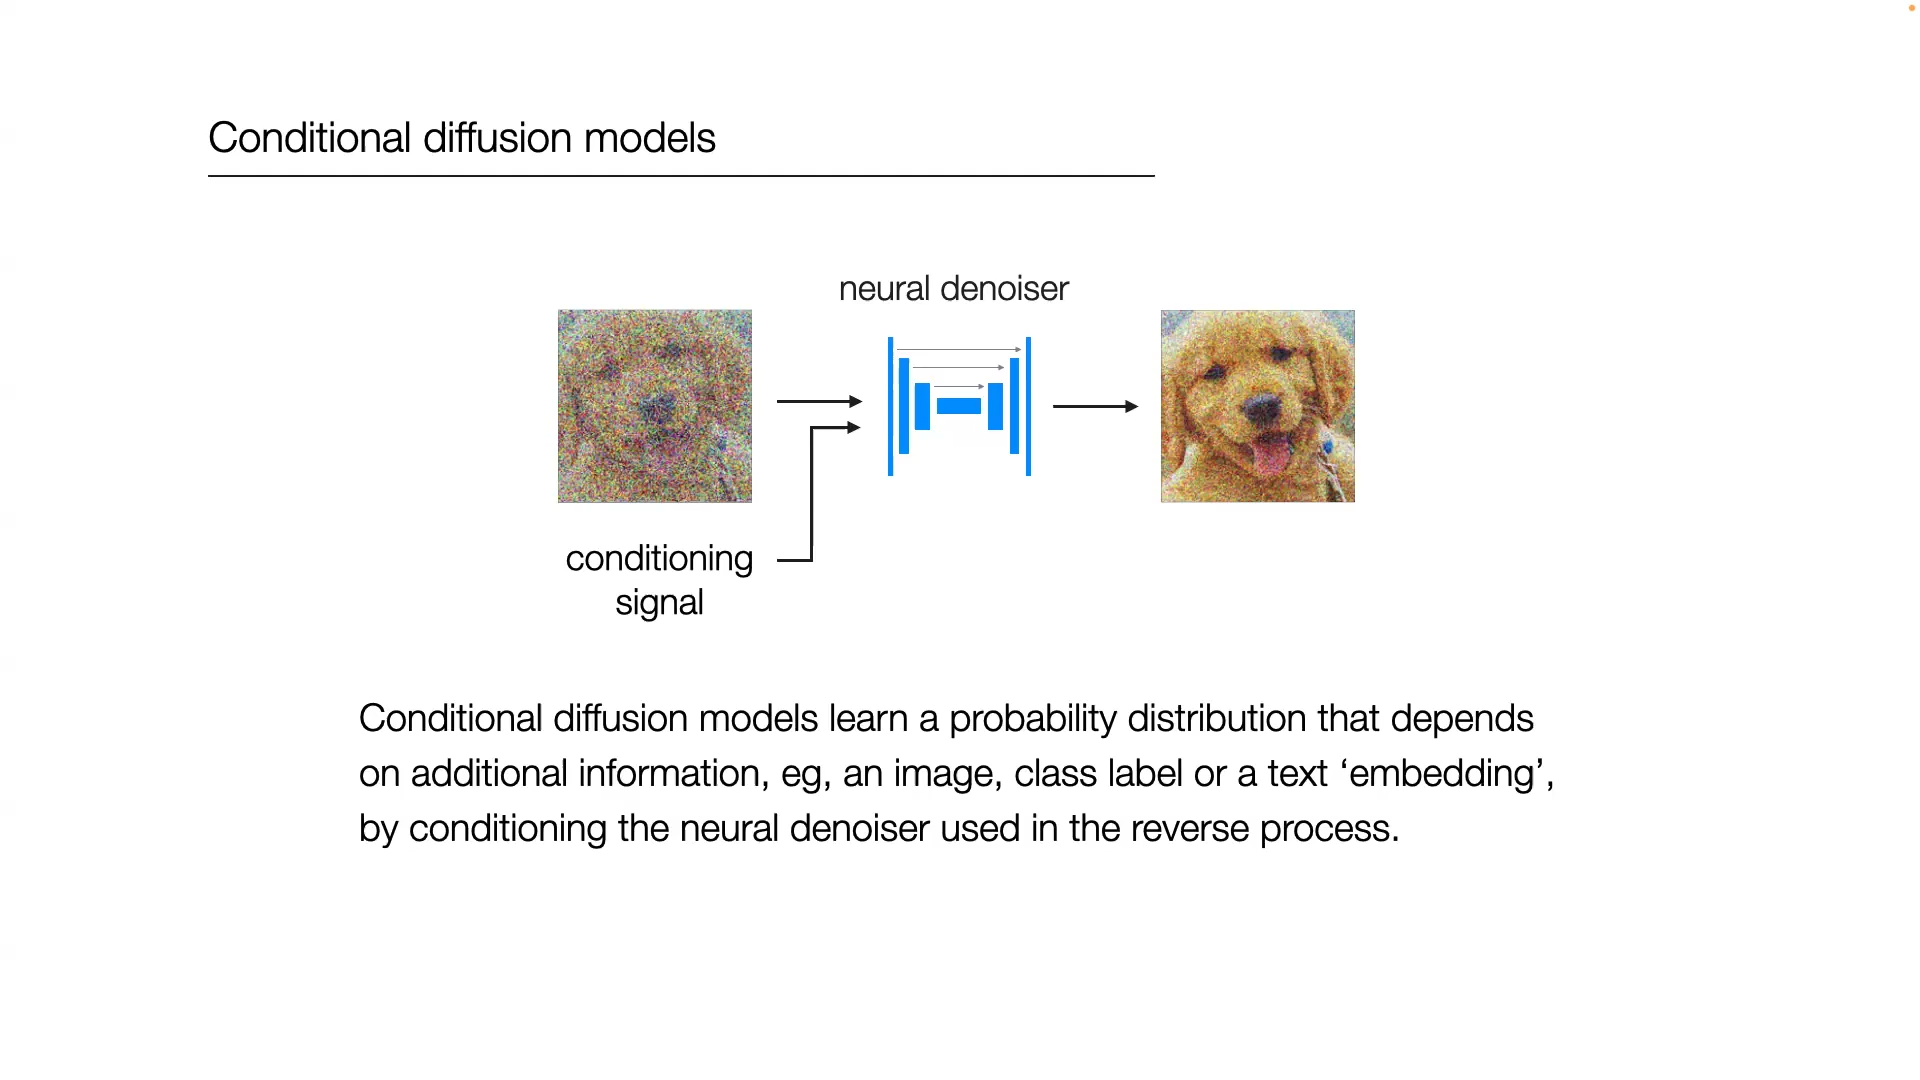 Conditional diffusion models
neural denoiser
conditioning
signal
Conditional diffusion models learn a probability distribution that depends
on additional information, eg, an image, class label or a text ‘embedding’,
by conditioning the neural denoiser used in the reverse process.